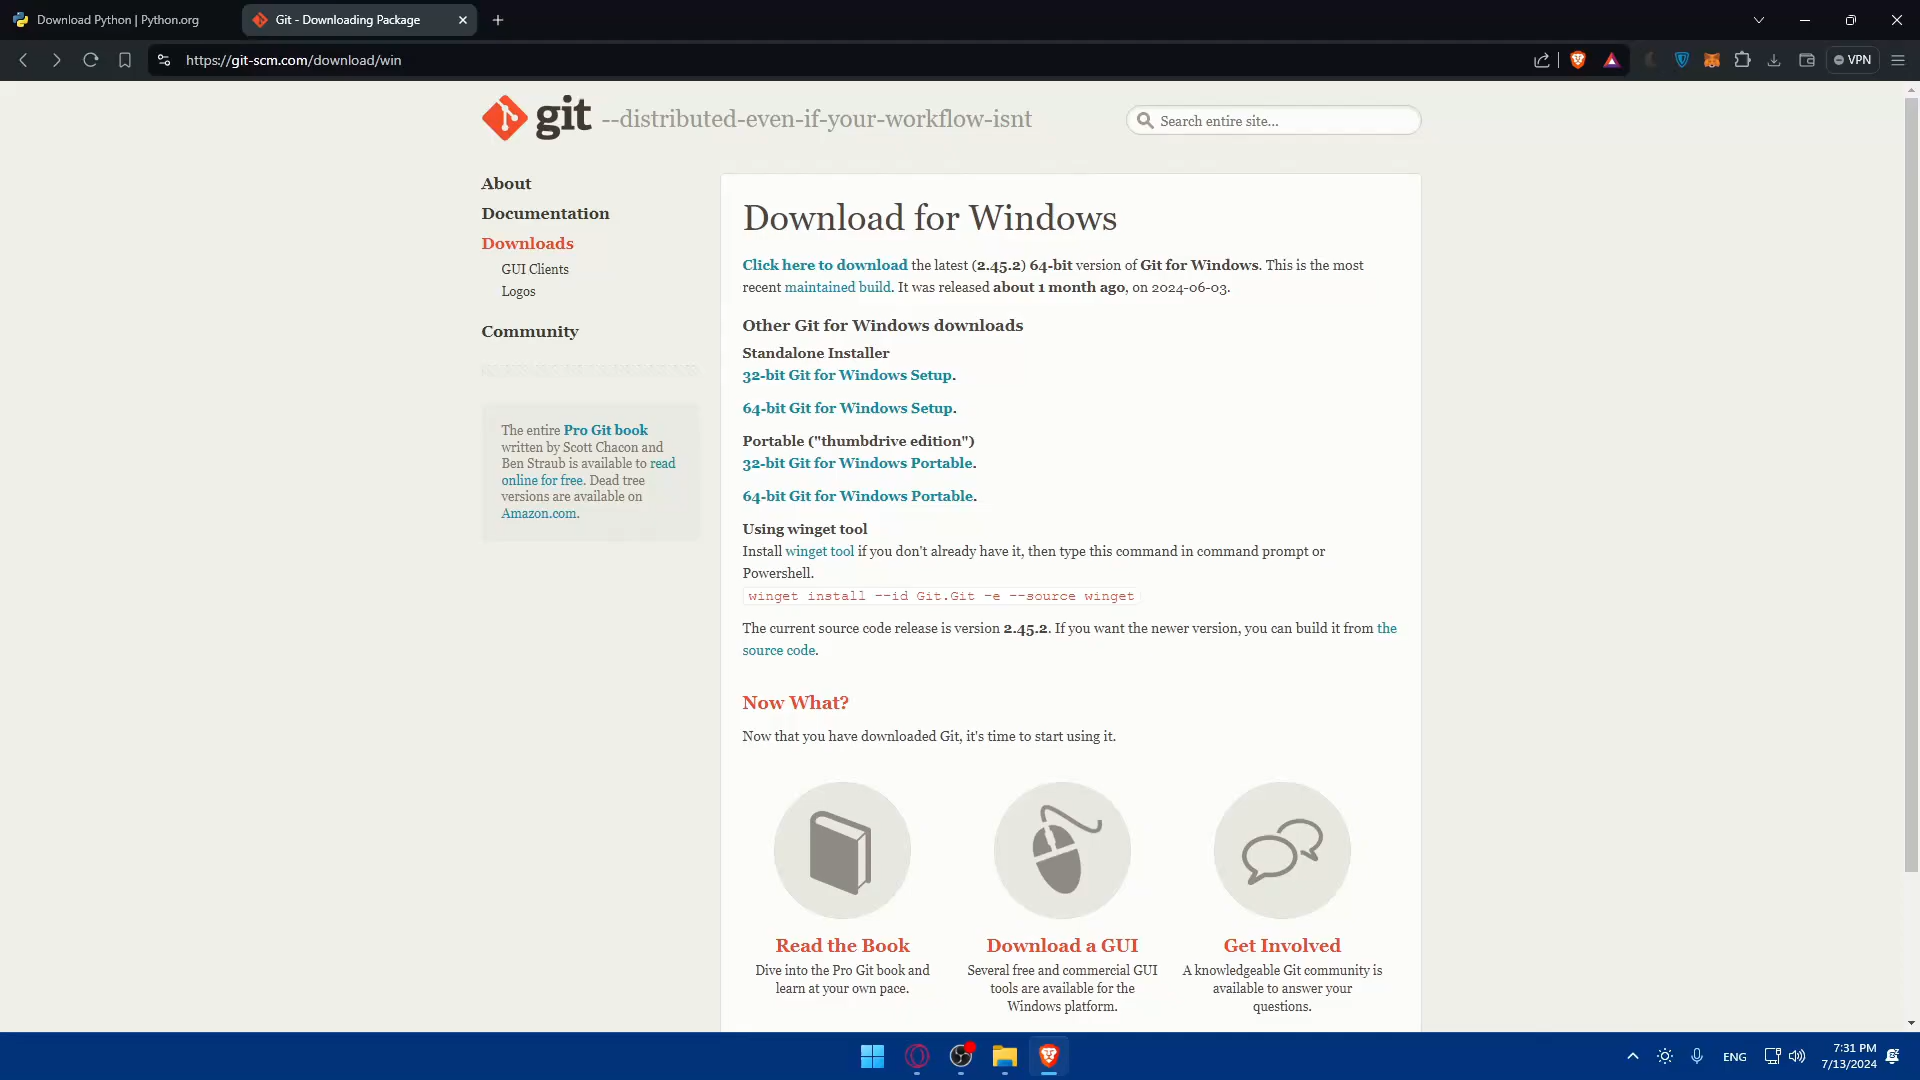 Download Python | Python.org
Git - Downloading Package
https://git-scm.com/download/win
VPN
git --distributed-even-if-your-workflow-isnt
Search entire site...
About
Documentation
Downloads
GUI Clients
Logos
Community
The entire Pro Git book
written by Scott Chacon and
Ben Straub is available to read
online for free. Dead tree
versions are available on
Amazon.com.
Download for Windows
Click here to download the latest (2.45.2) 64-bit version of Git for Windows. This is the most
recent maintained build. It was released about 1 month ago, on 2024-06-03.
Other Git for Windows downloads
Standalone Installer
32-bit Git for Windows Setup.
64-bit Git for Windows Setup.
Portable ("thumbdrive edition")
32-bit Git for Windows Portable.
64-bit Git for Windows Portable.
Using winget tool
Install winget tool if you don't already have it, then type this command in command prompt or
Powershell.
winget install --id Git.Git -e --source winget
The current source code release is version 2.45.2. If you want the newer version, you can build it from the
source code.
Now What?
Now that you have downloaded Git, it's time to start using it.
Read the Book
Dive into the Pro Git book and
learn at your own pace.
Download a GUI
Several free and commercial GUI
tools are available for the
Windows platform.
Get Involved
A knowledgeable Git community is
available to answer your
questions.
ENG
7:31 PM
7/13/2024